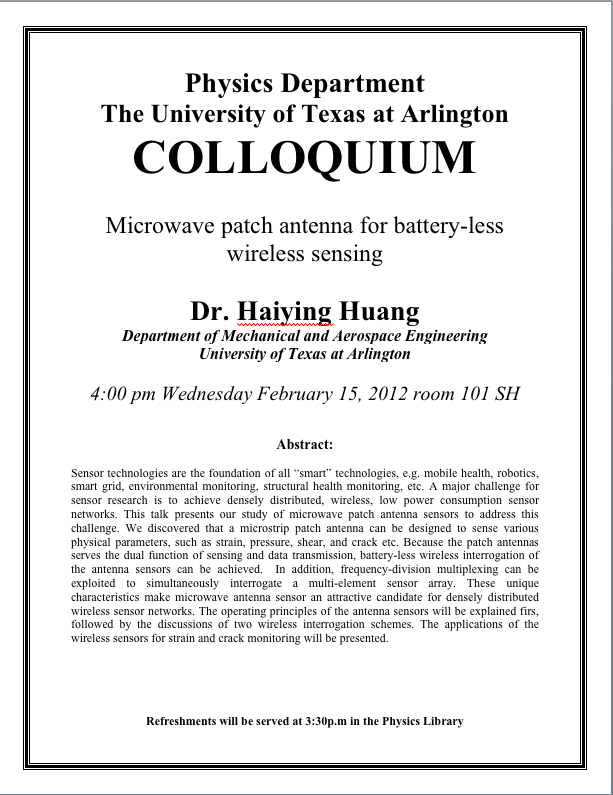 Physics Department
The University of Texas at Arlington
COLLOQUIUM
Microwave patch antenna for battery-less
wireless sensing
Dr. Haiying Huang
Department of Mechanical and Aerospace Engineering
University of Texas at Arlington
4:00 pm Wednesday February 15, 2012 room 101 SH
Abstract:
Sensor technologies are the foundation of all “smart” technologies, e.g. mobile health, robotics,
smart grid, environmental monitoring, structural health monitoring, etc. A major challenge for
sensor research is to achieve densely distributed, wireless, low power consumption sensor
networks. This talk presents our study of microwave patch antenna sensors to address this
challenge. We discovered that a microstrip patch antenna can be designed to sense various
physical parameters, such as strain, pressure, shear, and crack etc. Because the patch antennas
serves the dual function of sensing and data transmission, battery-less wireless interrogation of
the antenna sensors can be achieved.  In addition, frequency-division multiplexing can be
exploited to simultaneously interrogate a multi-element sensor array. These unique
characteristics make microwave antenna sensor an attractive candidate for densely distributed
wireless sensor networks. The operating principles of the antenna sensors will be explained firs,
followed by the discussions of two wireless interrogation schemes. The applications of the
wireless sensors for strain and crack monitoring will be presented.
Refreshments will be served at 3:30p.m in the Physics Library